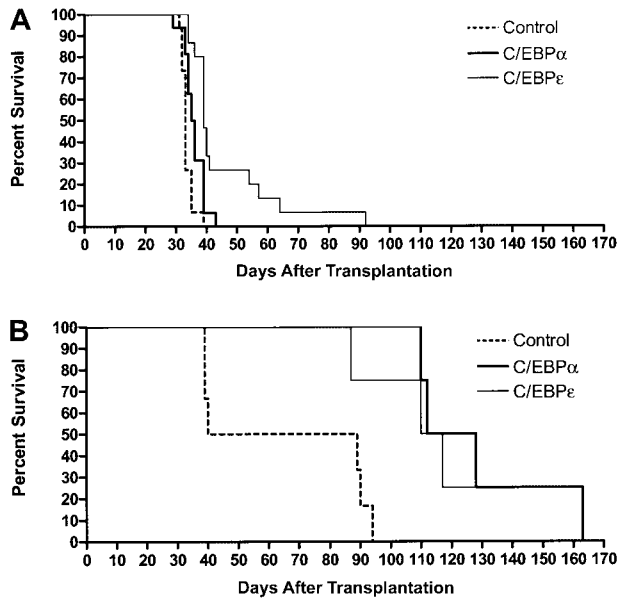 A
Percent Survival
100
90
80
70
60
50
40
30
20
10
0
0 10 20 30 40 50 60 70 80 90 100 110 120 130 140 150 160 170
Days After Transplantation
Control
C/EBPα
C/EBPε
B
Percent Survival
100
90
80
70
60
50
40
30
20
10
0
0 10 20 30 40 50 60 70 80 90 100 110 120 130 140 150 160 170
Days After Transplantation
Control
C/EBPα
C/EBPε